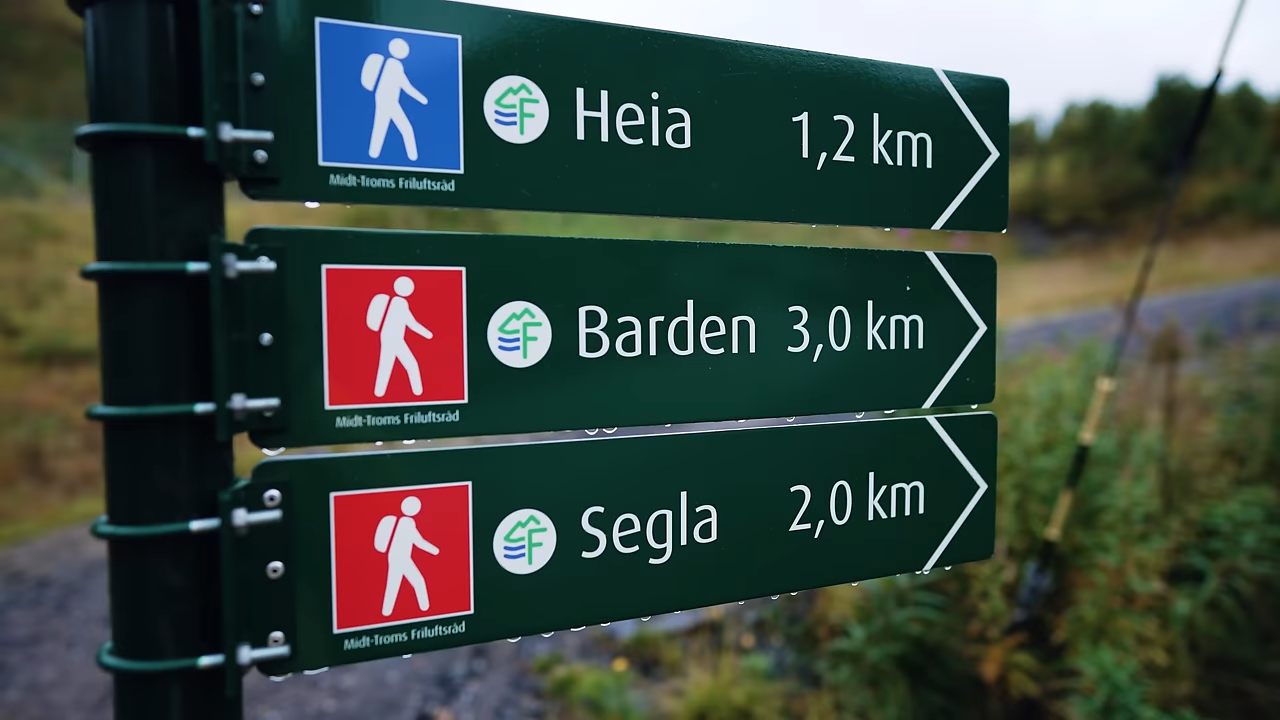 Midt-Troms Friluftsråd
F Heia 1,2 km
Midt-Troms Friluftsråd
F Barden 3,0 km
Midt-Troms Friluftsråd
F Segla 2,0 km